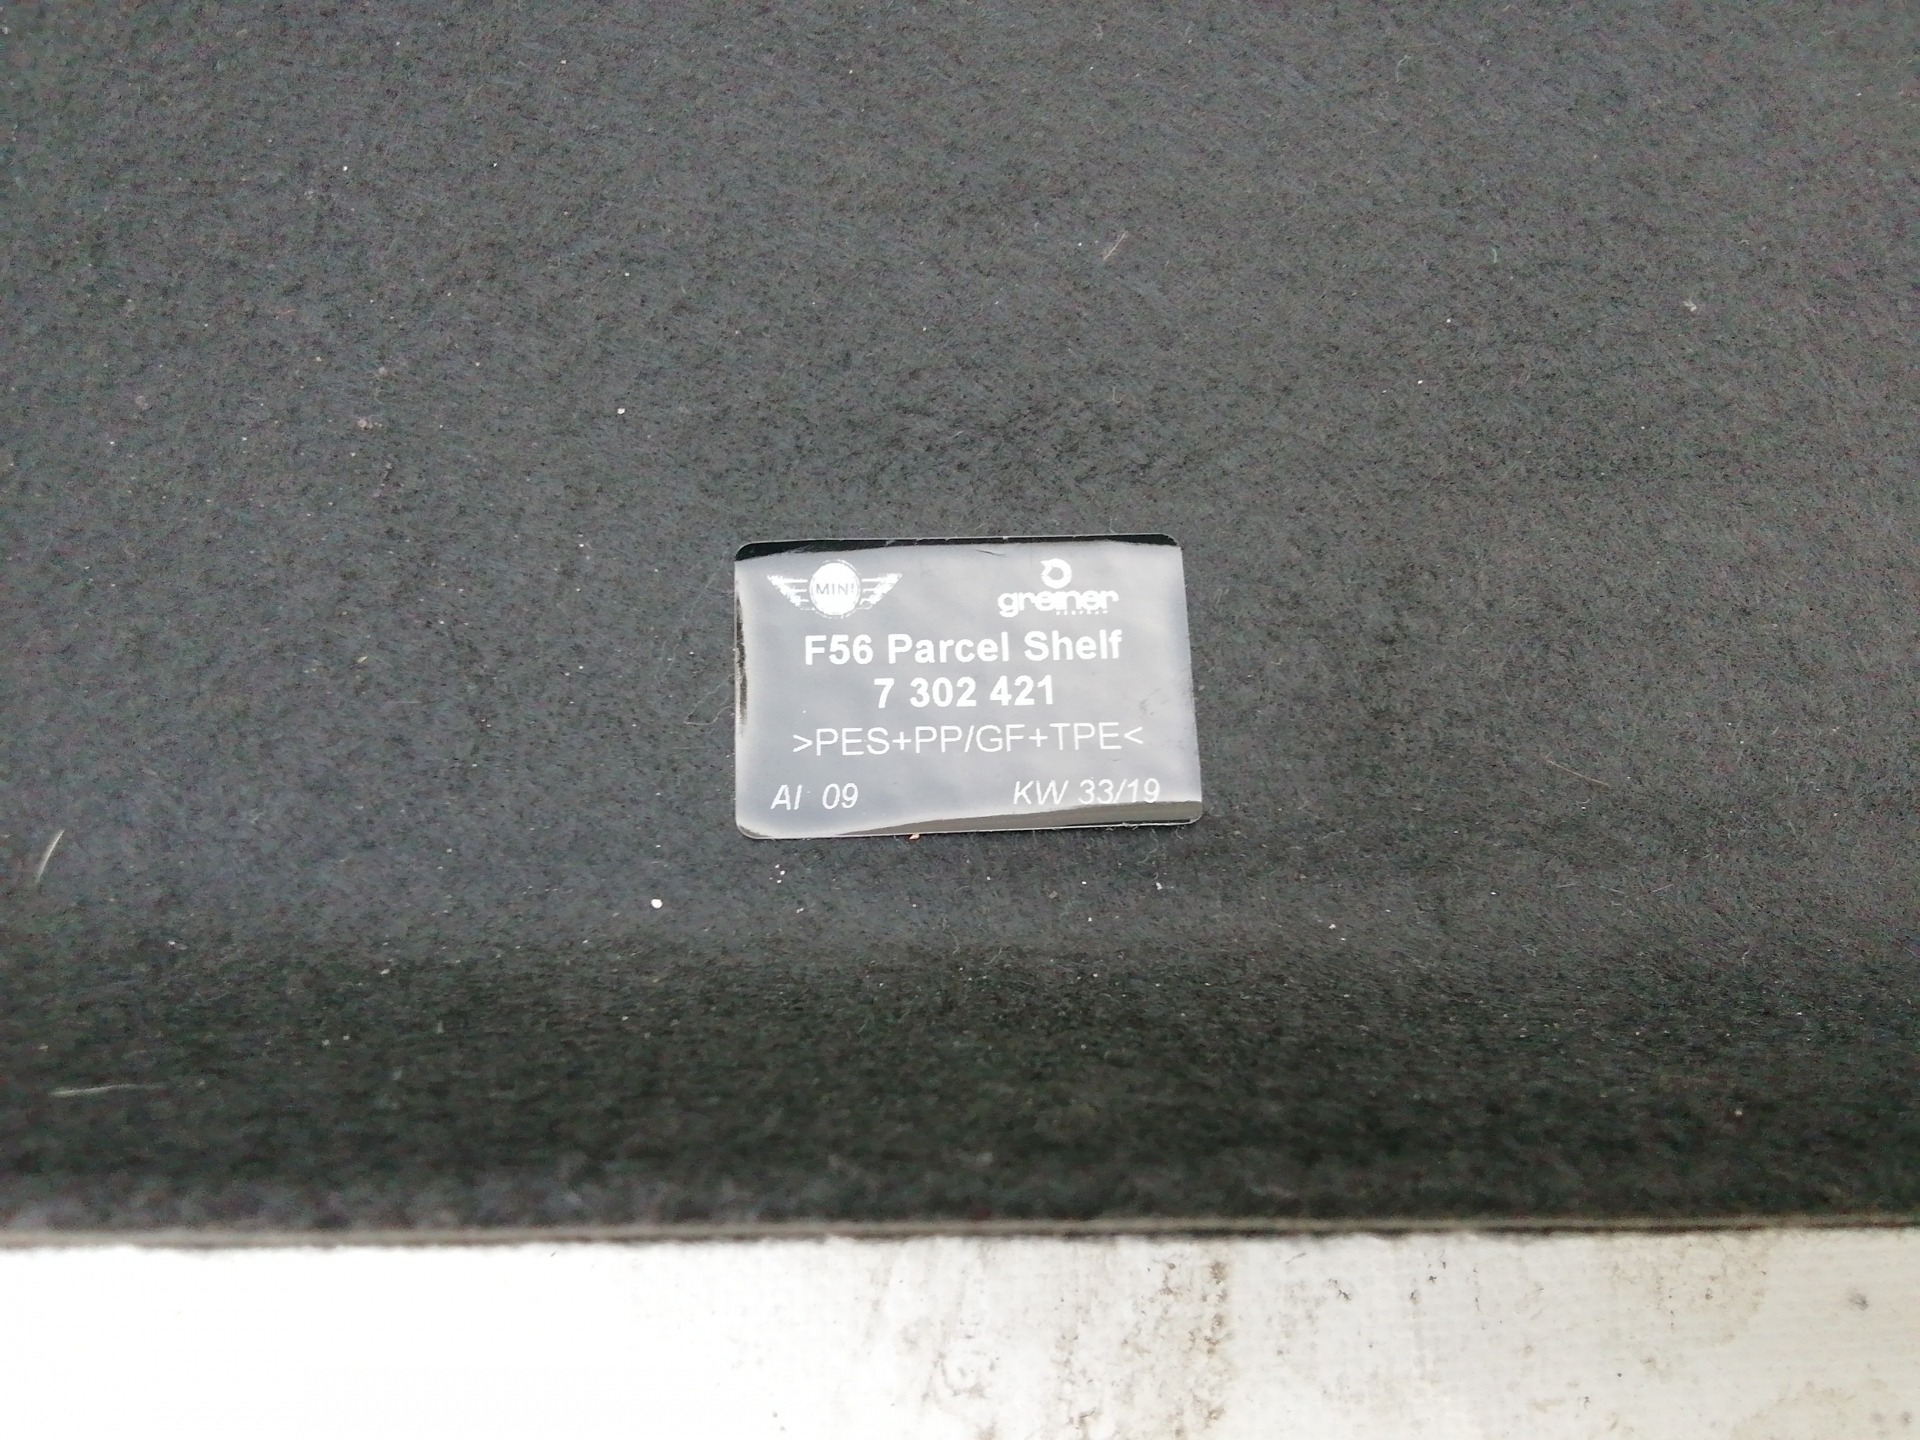 MINI
greiner
F56 Parcel Shelf
7 302 421
>PES+PP/GF+TPE<
AI 09 KW 33/19